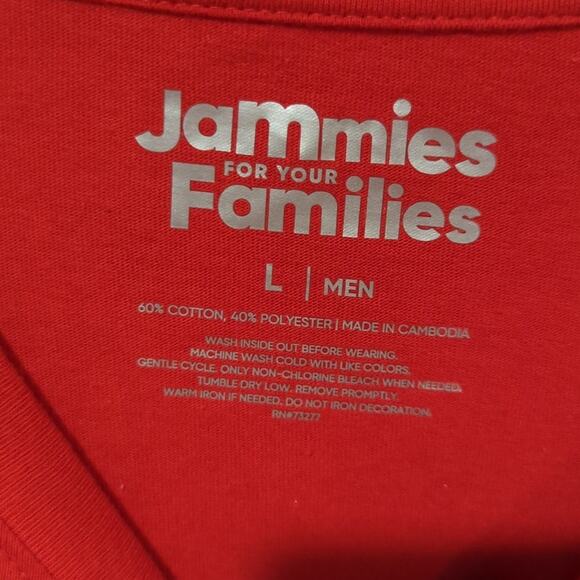 Jammies
FOR YOUR
Families
L | MEN
60% COTTON, 40% POLYESTER | MADE IN CAMBODIA
WASH INSIDE OUT BEFORE WEARING.
MACHINE WASH COLD WITH LIKE COLORS.
GENTLE CYCLE. ONLY NON-CHLORINE BLEACH WHEN NEEDED.
TUMBLE DRY LOW. REMOVE PROMPTLY.
WARM IRON IF NEEDED. DO NOT IRON DECORATION.
RN#73277